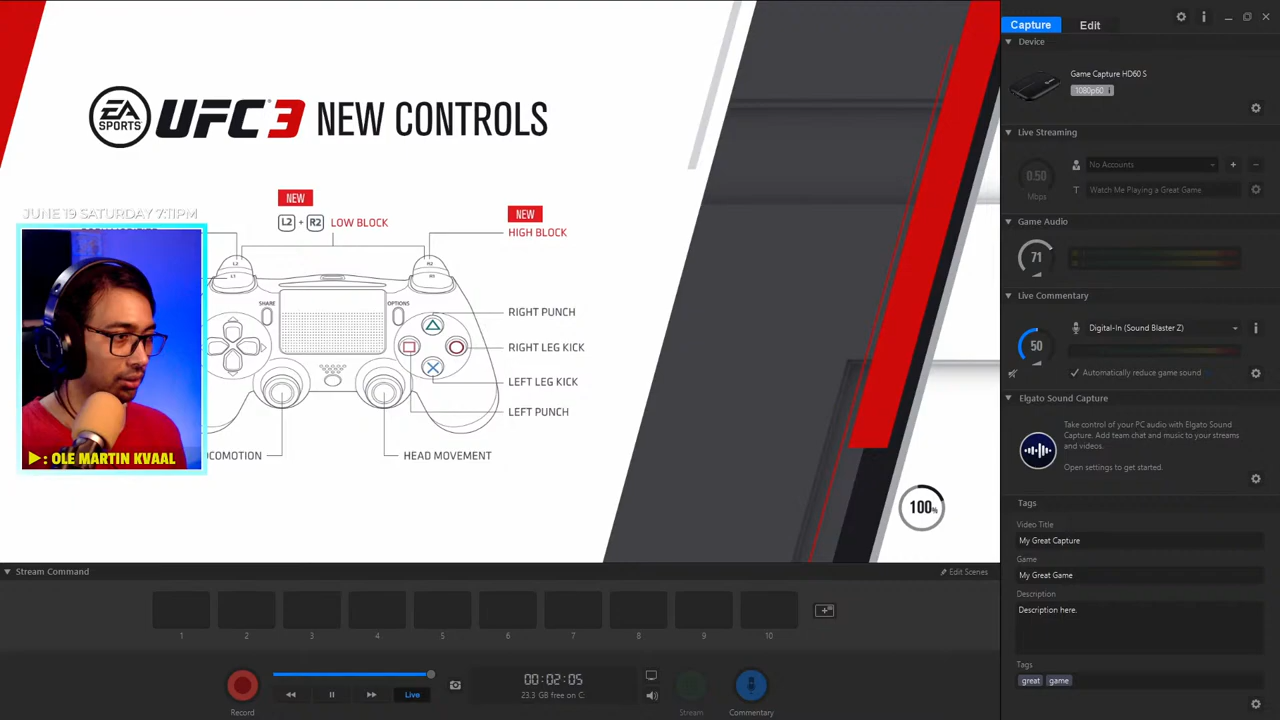 Capture
Edit
Device
Game Capture HD60 S
1080p60 i
Live Streaming
0:50
Mbps
No Accounts
T
Watch Me Playing a Great Game
Game Audio
71
Live Commentary
50
Digital-In (Sound Blaster Z)
Automatically reduce game sound
Elgato Sound Capture
Take control of your PC audio with Elgato Sound
Capture. Add team chat and music to your streams
and videos.
Open settings to get started.
Tags
Video Title
My Great Capture
Game
My Great Game
Description
Description here.
Tags
great game
EA
SPORTS
UFC 3 NEW CONTROLS
NEW
L2 + R2 LOW BLOCK
NEW
HIGH BLOCK
JUNE 19 SATURDAY 7:11PM
L2
L1
R2
R1
SHARE
OPTIONS
RIGHT PUNCH
RIGHT LEG KICK
LEFT LEG KICK
LEFT PUNCH
HEAD MOVEMENT
: OLE MARTIN KVAAL
100%
Stream Command
Edit Scenes
1 2 3 4 5 6 7 8 9 10
Record
Live
00:02:05
23.3 GB free on C:
Stream
Commentary